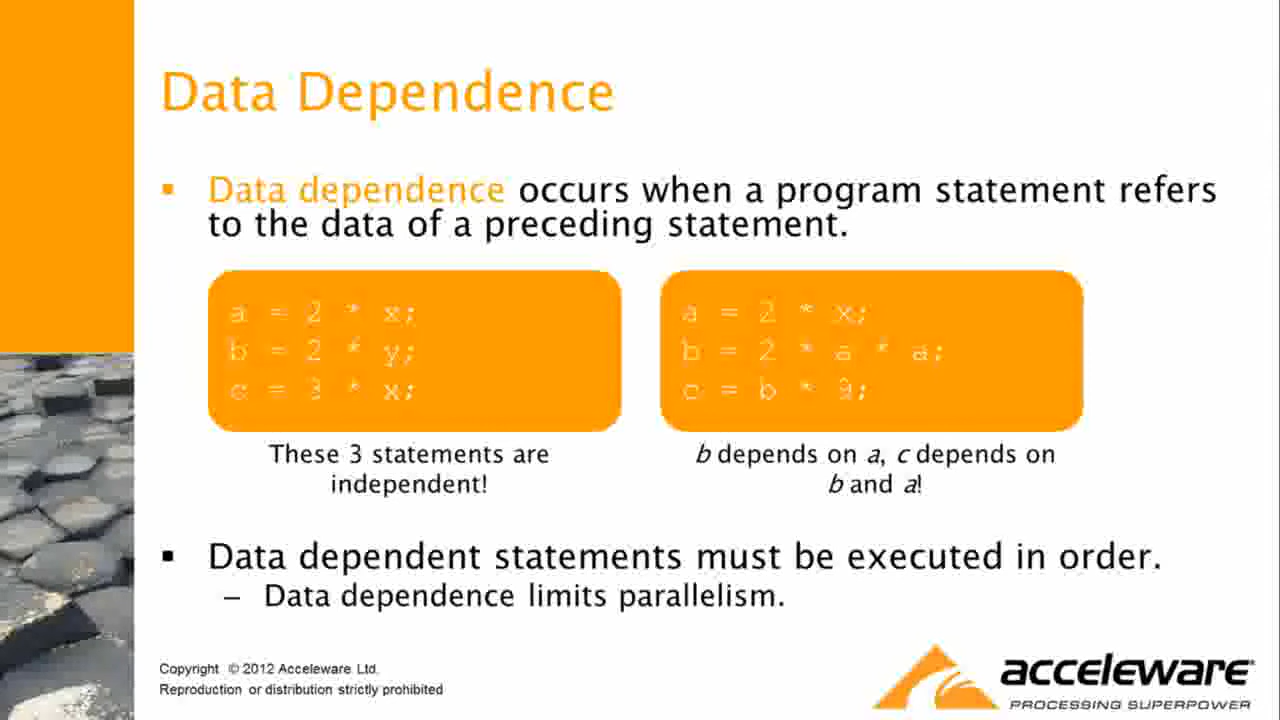 Data Dependence
Data dependence occurs when a program statement refers
to the data of a preceding statement.
a = 2 * x;
b = 2 * y;
c = 3 * x;
a = 2 * x;
b = 2 * a * a;
c = b * 9;
These 3 statements are
independent!
b depends on a, c depends on
b and a!
Data dependent statements must be executed in order.
– Data dependence limits parallelism.
Copyright © 2012 Acceleware Ltd.
Reproduction or distribution strictly prohibited
acceleware
PROCESSING SUPERPOWER